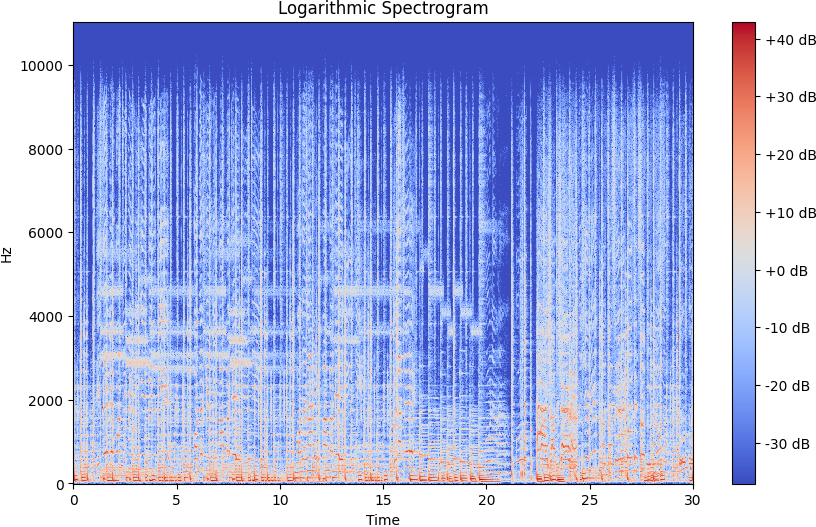 Logarithmic Spectrogram
Hz
10000
8000
6000
4000
2000
0
0 5 10 15 20 25 30
Time
+40 dB
+30 dB
+20 dB
+10 dB
+0 dB
-10 dB
-20 dB
-30 dB